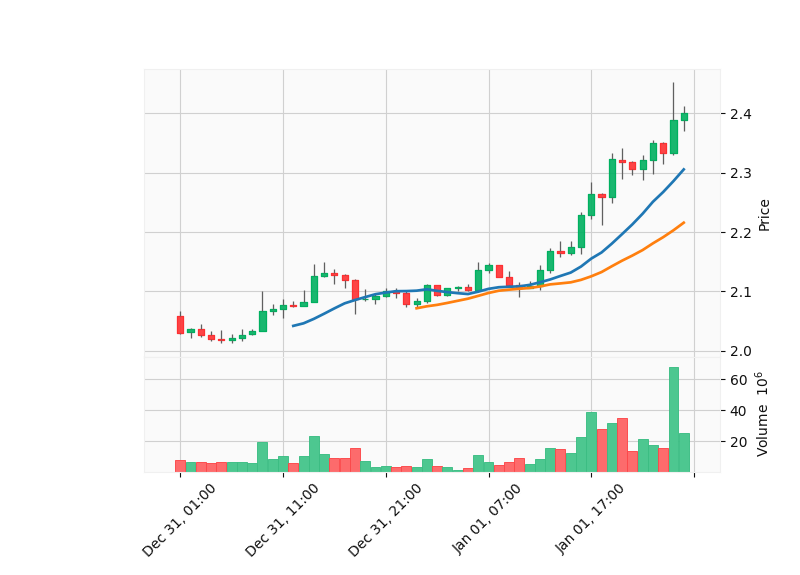 2.4
2.3
2.2
2.1
2.0
Price
60
40
20
Volume 10^6
Dec 31, 01:00
Dec 31, 11:00
Dec 31, 21:00
Jan 01, 07:00
Jan 01, 17:00